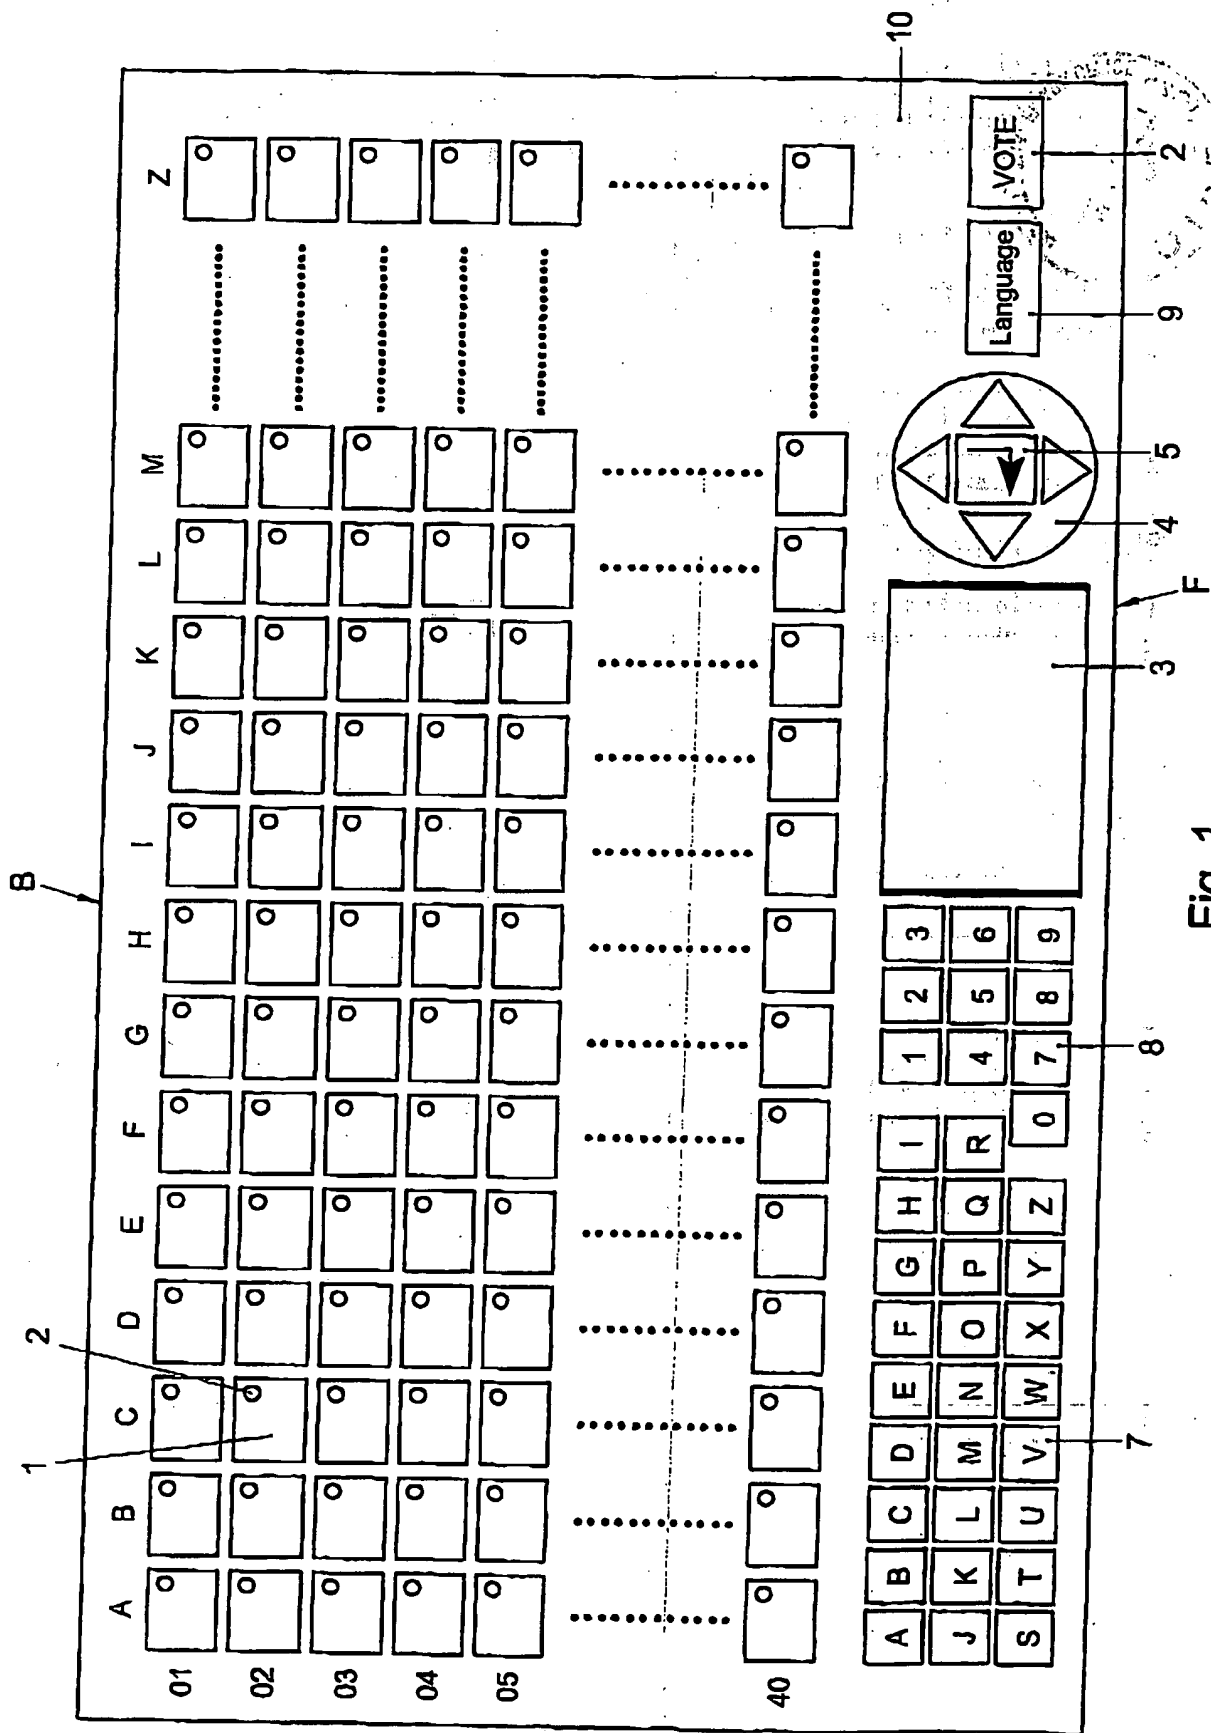 B
1 2
A B C D E F G H I J K L M Z
01
02
03
04
05
40
10
A B C D E F G H I 1 2 3
J K L M N O P Q R 4 5 6
S T U V W X Y Z 0 7 8 9
Language VOTE
7 8 3 F 4 5 9 2
Fig. 1